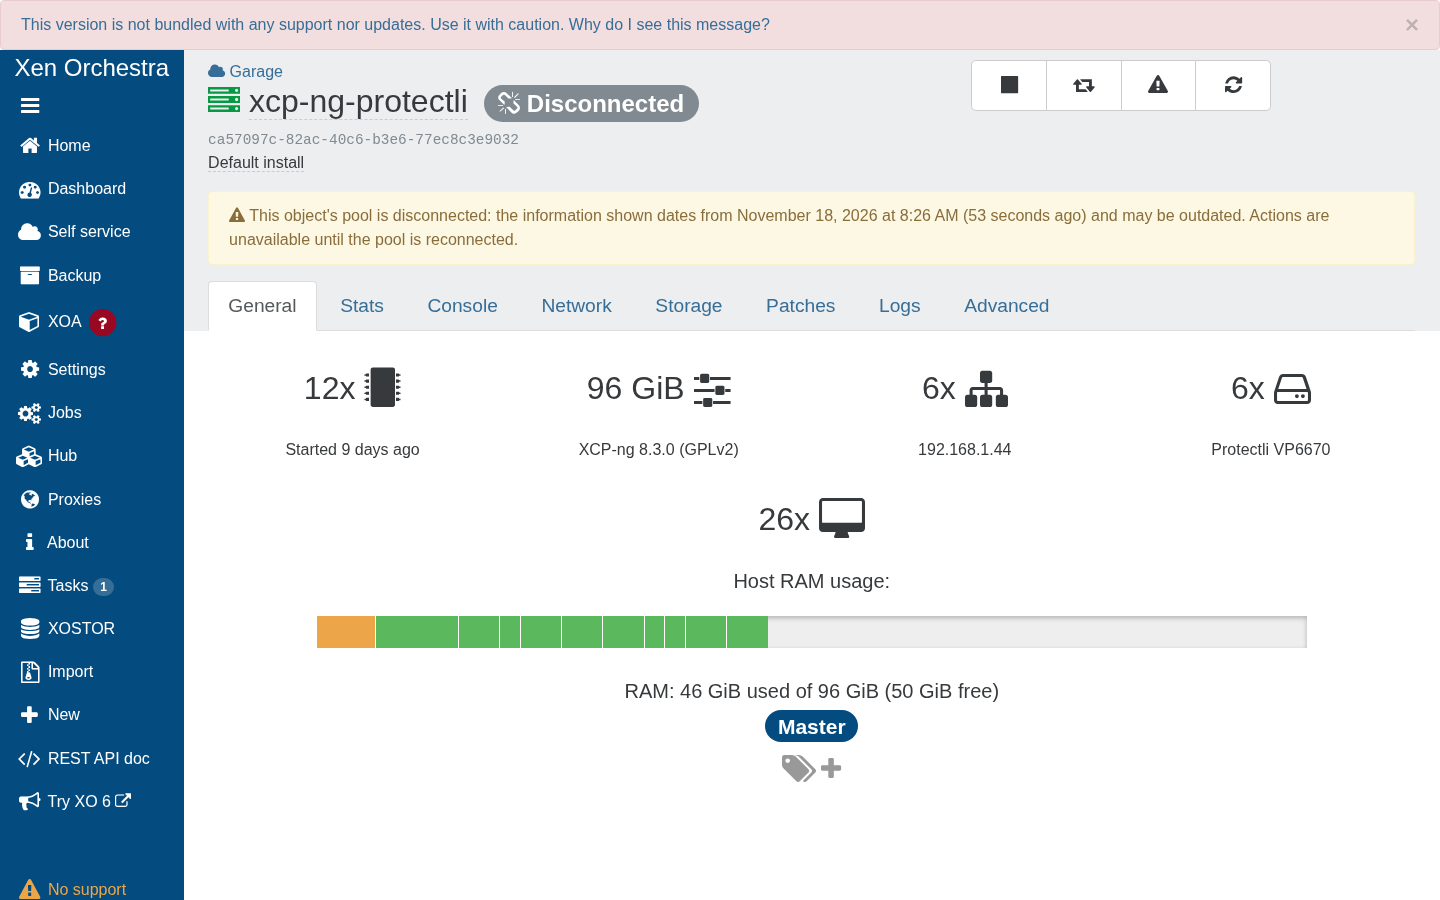 This version is not bundled with any support nor updates. Use it with caution. Why do I see this message?
×
Xen Orchestra
Home
Dashboard
Self service
Backup
XOA ?
Settings
Jobs
Hub
Proxies
About
Tasks 1
XOSTOR
Import
New
REST API doc
Try XO 6
No support
Garage
xcp-ng-protectli Disconnected
ca57097c-82ac-40c6-b3e6-77ec8c3e9032
Default install
This object's pool is disconnected: the information shown dates from November 18, 2026 at 8:26 AM (53 seconds ago) and may be outdated. Actions are
unavailable until the pool is reconnected.
General Stats Console Network Storage Patches Logs Advanced
12x 96 GiB 6x 6x
Started 9 days ago XCP-ng 8.3.0 (GPLv2) 192.168.1.44 Protectli VP6670
26x
Host RAM usage:
RAM: 46 GiB used of 96 GiB (50 GiB free)
Master